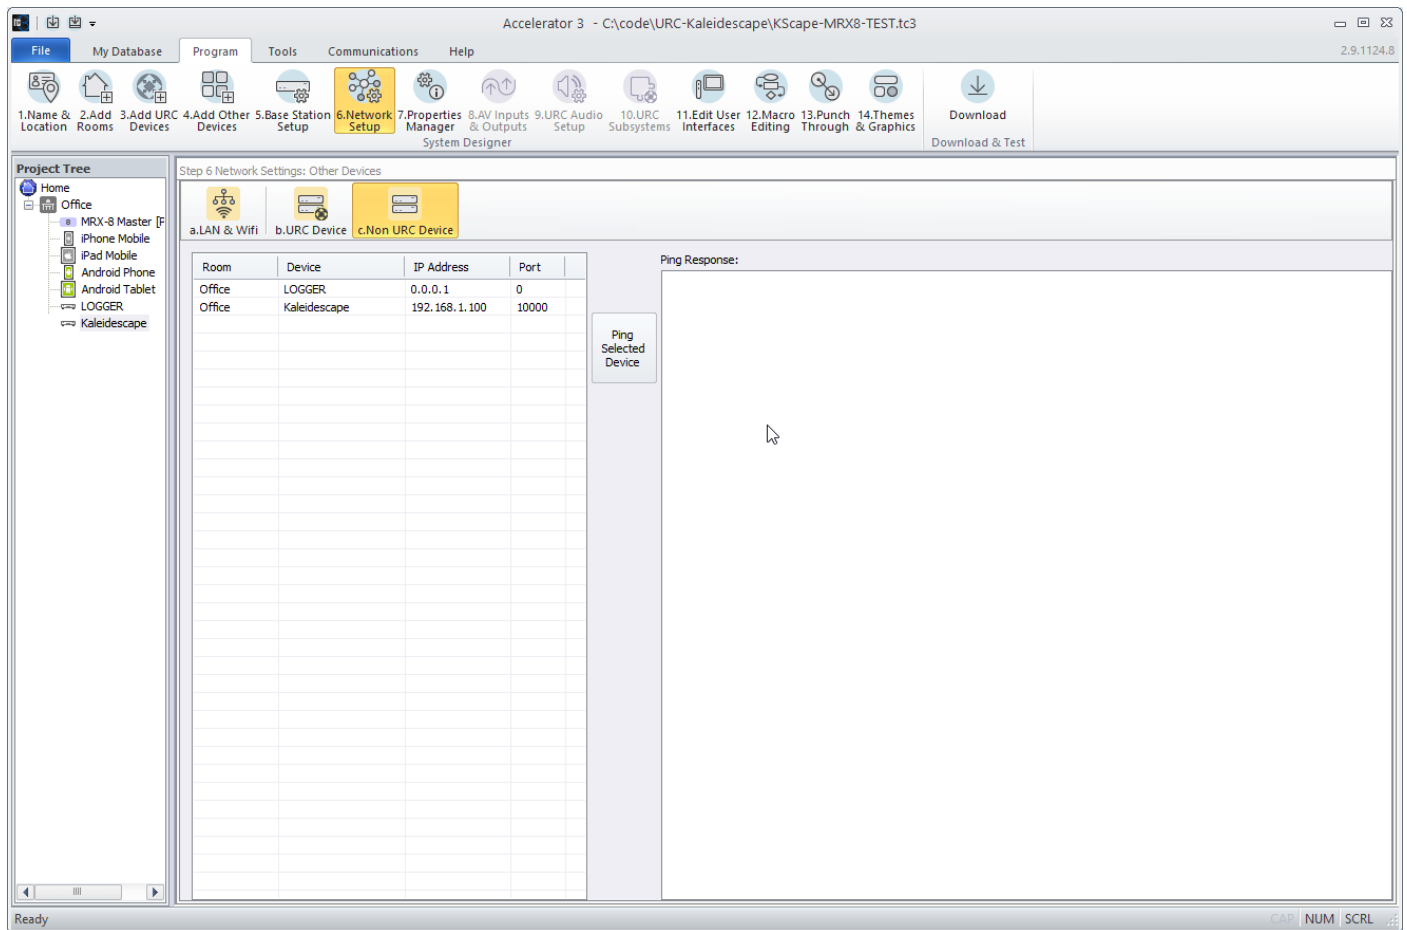 Accelerator 3 - C:\code\URC-Kaleidescape\KScape-MRX8-TEST.tc3
File My Database Program Tools Communications Help 2.9.1124.8
1.Name & Location
2.Add Rooms
3.Add URC Devices
4.Add Other Devices
5.Base Station Setup
6.Network Setup
7.Properties Manager
8.AV Inputs & Outputs
9.URC Audio Setup
10.URC Subsystems
11.Edit User Interfaces
12.Macro Editing
13.Punch Through
14.Themes & Graphics
Download
System Designer
Download & Test
Project Tree
Home
Office
8 MRX-8 Master [F
iPhone Mobile
iPad Mobile
Android Phone
Android Tablet
LOGGER
Kaleidescape
Step 6 Network Settings: Other Devices
a.LAN & Wifi b.URC Device c.Non URC Device
Room Device IP Address Port
Office LOGGER 0.0.0.1 0
Office Kaleidescape 192.168.1.100 10000
Ping
Selected
Device
Ping Response:
Ready
CAP NUM SCRL